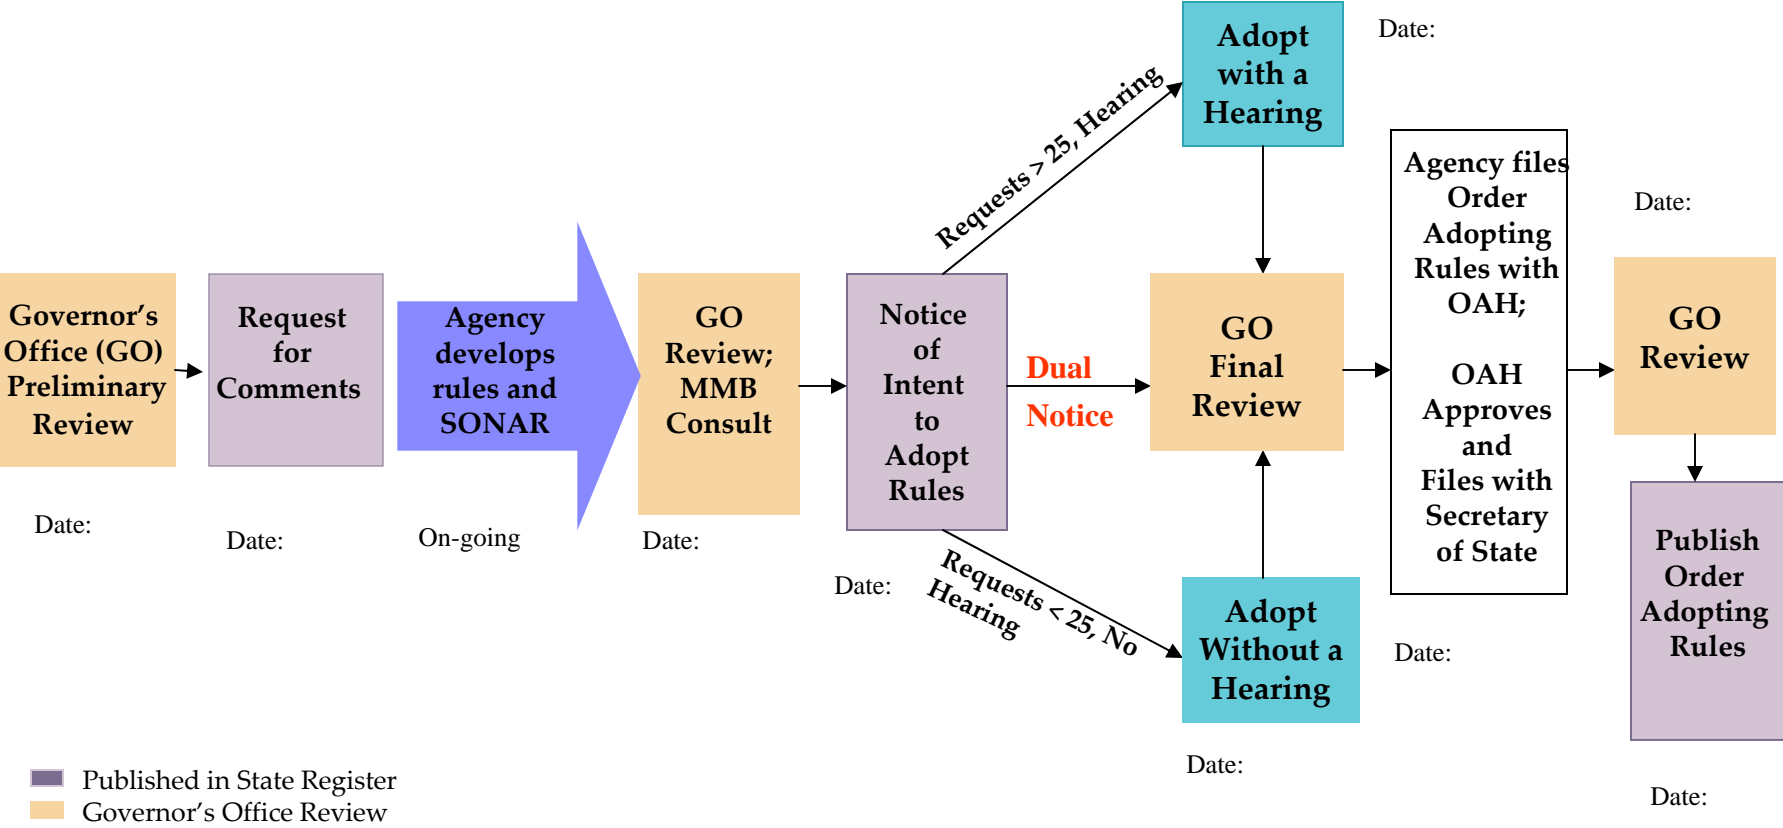 Governor’s
Office (GO)
Preliminary
Review
Date:
Request
for
Comments
Date:
Agency
develops
rules and
SONAR
On-going
GO
Review;
MMB
Consult
Date:
Notice
of
Intent
to
Adopt
Rules
Date:
Requests > 25, Hearing
Dual
Notice
Requests < 25, No
Hearing
Adopt
with a
Hearing
Date:
GO
Final
Review
Adopt
Without a
Hearing
Date:
Agency files
Order
Adopting
Rules with
OAH;
OAH
Approves
and
Files with
Secretary
of State
Date:
Date:
GO
Review
Publish
Order
Adopting
Rules
Date:
Published in State Register
Governor’s Office Review